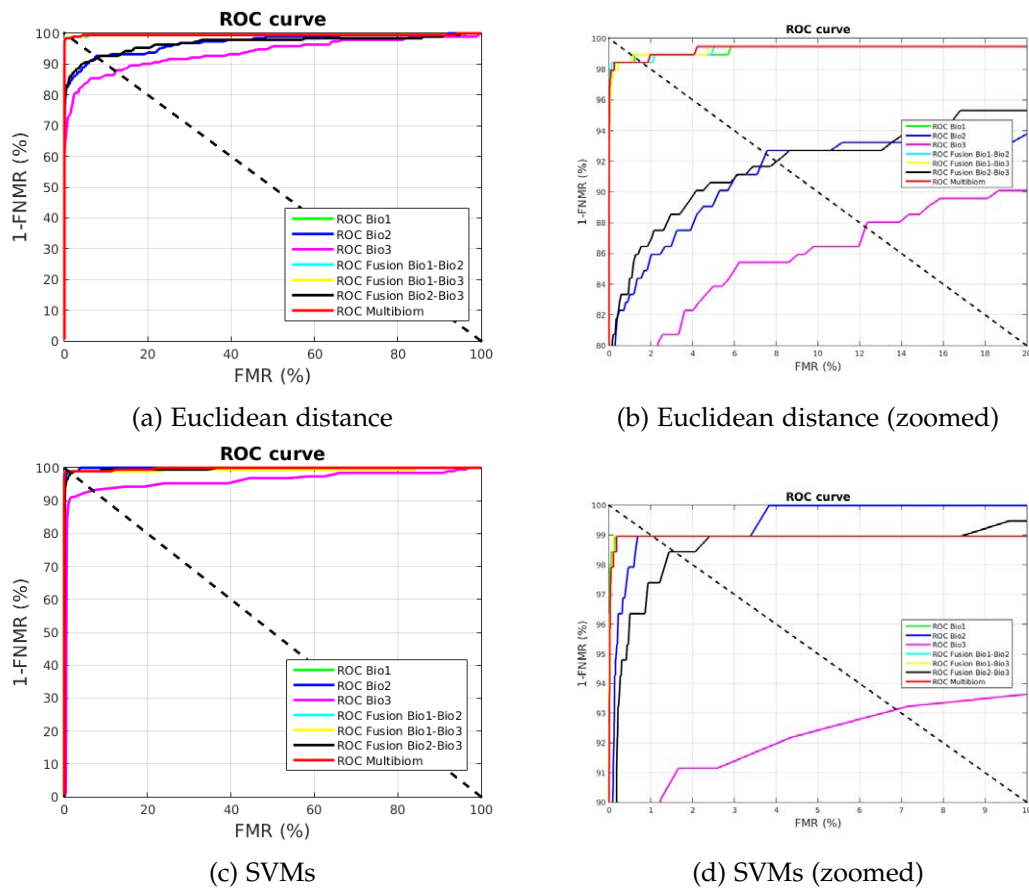 ROC curve
1-FNMR (%)
100
90
80
70
60
50
40
30
20
10
0
ROC Bio1
ROC Bio2
ROC Bio3
ROC Fusion Bio1-Bio2
ROC Fusion Bio1-Bio3
ROC Fusion Bio2-Bio3
ROC Multibiom
0 20 40 60 80 100
FMR (%)
(a) Euclidean distance
ROC curve
1-FNMR (%)
100
98
96
94
92
90
88
86
84
82
80
ROC Bio1
ROC Bio2
ROC Bio3
ROC Fusion Bio1-Bio2
ROC Fusion Bio1-Bio3
ROC Fusion Bio2-Bio3
ROC Multibiom
0 2 4 6 8 10 12 14 16 18 20
FMR (%)
(b) Euclidean distance (zoomed)
ROC curve
1-FNMR (%)
100
90
80
70
60
50
40
30
20
10
0
ROC Bio1
ROC Bio2
ROC Bio3
ROC Fusion Bio1-Bio2
ROC Fusion Bio1-Bio3
ROC Fusion Bio2-Bio3
ROC Multibiom
0 20 40 60 80 100
FMR (%)
(c) SVMs
ROC curve
1-FNMR (%)
100
99
98
97
96
95
94
93
92
91
90
ROC Bio1
ROC Bio2
ROC Bio3
ROC Fusion Bio1-Bio2
ROC Fusion Bio1-Bio3
ROC Fusion Bio2-Bio3
ROC Multibiom
0 1 2 3 4 5 6 7 8 9 10
FMR (%)
(d) SVMs (zoomed)